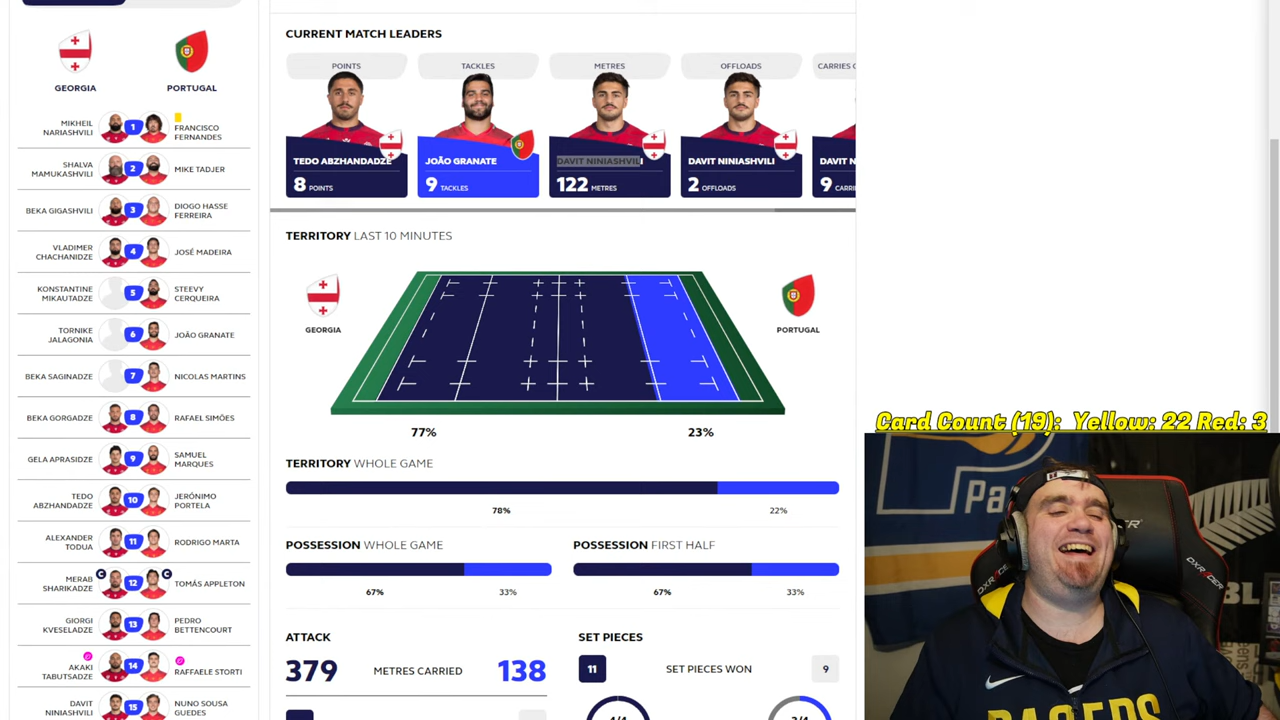 GEORGIA
PORTUGAL
MIKHEIL
NARIASHVILI
1
FRANCISCO
FERNANDES
SHALVA
MAMUKASHVILI
2
MIKE TADJER
BEKA GIGASHVILI
3
DIOGO HASSE
FERREIRA
VLADIMER
CHACHANIDZE
4
JOSÉ MADEIRA
KONSTANTINE
MIKAUTADZE
5
STEEVY
CERQUEIRA
TORNIKE
JALAGONIA
6
JOÃO GRANATE
BEKA SAGINADZE
7
NICOLAS MARTINS
BEKA GORGADZE
8
RAFAEL SIMÕES
GELA APRASIDZE
9
SAMUEL
MARQUES
TEDO
ABZHANDADZE
10
JERÓNIMO
PORTELA
ALEXANDER
TODUA
11
RODRIGO MARTA
MERAB
SHARIKADZE
C
12
C
TOMÁS APPLETON
GIORGI
KVESELADZE
13
PEDRO
BETTENCOURT
AKAKI
TABUTSADZE
14
RAFFAELE STORTI
DAVIT
NINIASHVILI
15
NUNO SOUSA
GUEDES
CURRENT MATCH LEADERS
POINTS
TEDO ABZHANDADZE
8 POINTS
TACKLES
JOÃO GRANATE
9 TACKLES
METRES
DAVIT NINIASHVILI
122 METRES
OFFLOADS
DAVIT NINIASHVILI
2 OFFLOADS
CARRIES
DAVIT N
9 CARRI
TERRITORY LAST 10 MINUTES
GEORGIA
PORTUGAL
77%
23%
TERRITORY WHOLE GAME
78%
22%
POSSESSION WHOLE GAME
67%
33%
POSSESSION FIRST HALF
67%
33%
ATTACK
379 METRES CARRIED 138
SET PIECES
11 SET PIECES WON 9
Card Count (19): Yellow: 22 Red: 3
Pa
DXRACER
PACERS